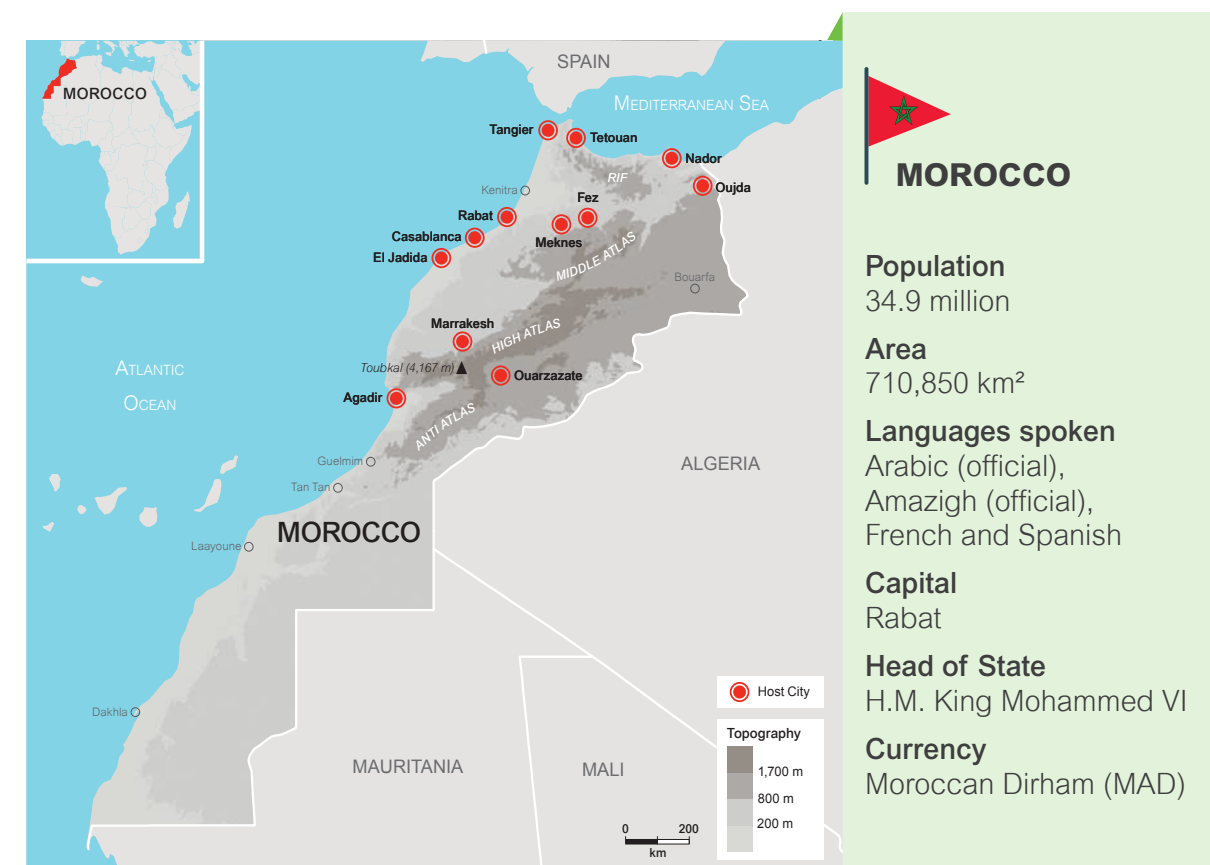 MOROCCO
SPAIN
MEDITERRANEAN SEA
Tangier
Tetouan
Nador
RIF
Oujda
Kenitra
Fez
Rabat
Casablanca
Meknes
El Jadida
MIDDLE ATLAS
Bouarfa
Marrakesh
HIGH ATLAS
Toubkal (4,167 m)
Ouarzazate
ATLANTIC
OCEAN
Agadir
ANTI ATLAS
Guelmim
ALGERIA
Tan Tan
MOROCCO
Laayoune
Dakhla
MAURITANIA
MALI
Host City
Topography
1,700 m
800 m
200 m
0 200
km
MOROCCO
Population
34.9 million
Area
710,850 km²
Languages spoken
Arabic (official),
Amazigh (official),
French and Spanish
Capital
Rabat
Head of State
H.M. King Mohammed VI
Currency
Moroccan Dirham (MAD)